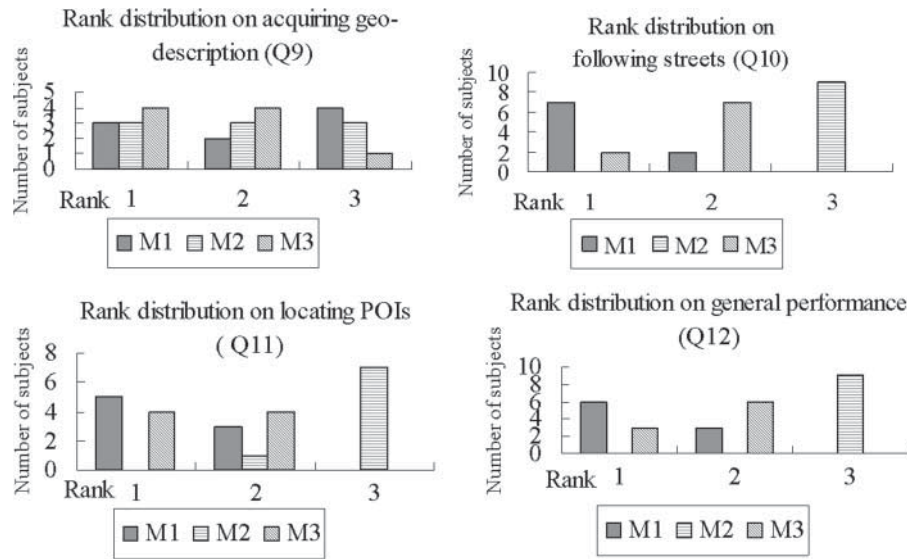 Rank distribution on acquiring geo-
description (Q9)
Number of subjects
5
4
3
2
1
0
Rank 1 2 3
M1 M2 M3
Rank distribution on
following streets (Q10)
Number of subjects
10
8
6
4
2
0
Rank 1 2 3
M1 M2 M3
Rank distribution on locating POIs
( Q11)
Number of subjects
8
6
4
2
0
Rank 1 2 3
M1 M2 M3
Rank distribution on general performance
(Q12)
Number of subjects
10
8
6
4
2
0
Rank 1 2 3
M1 M2 M3